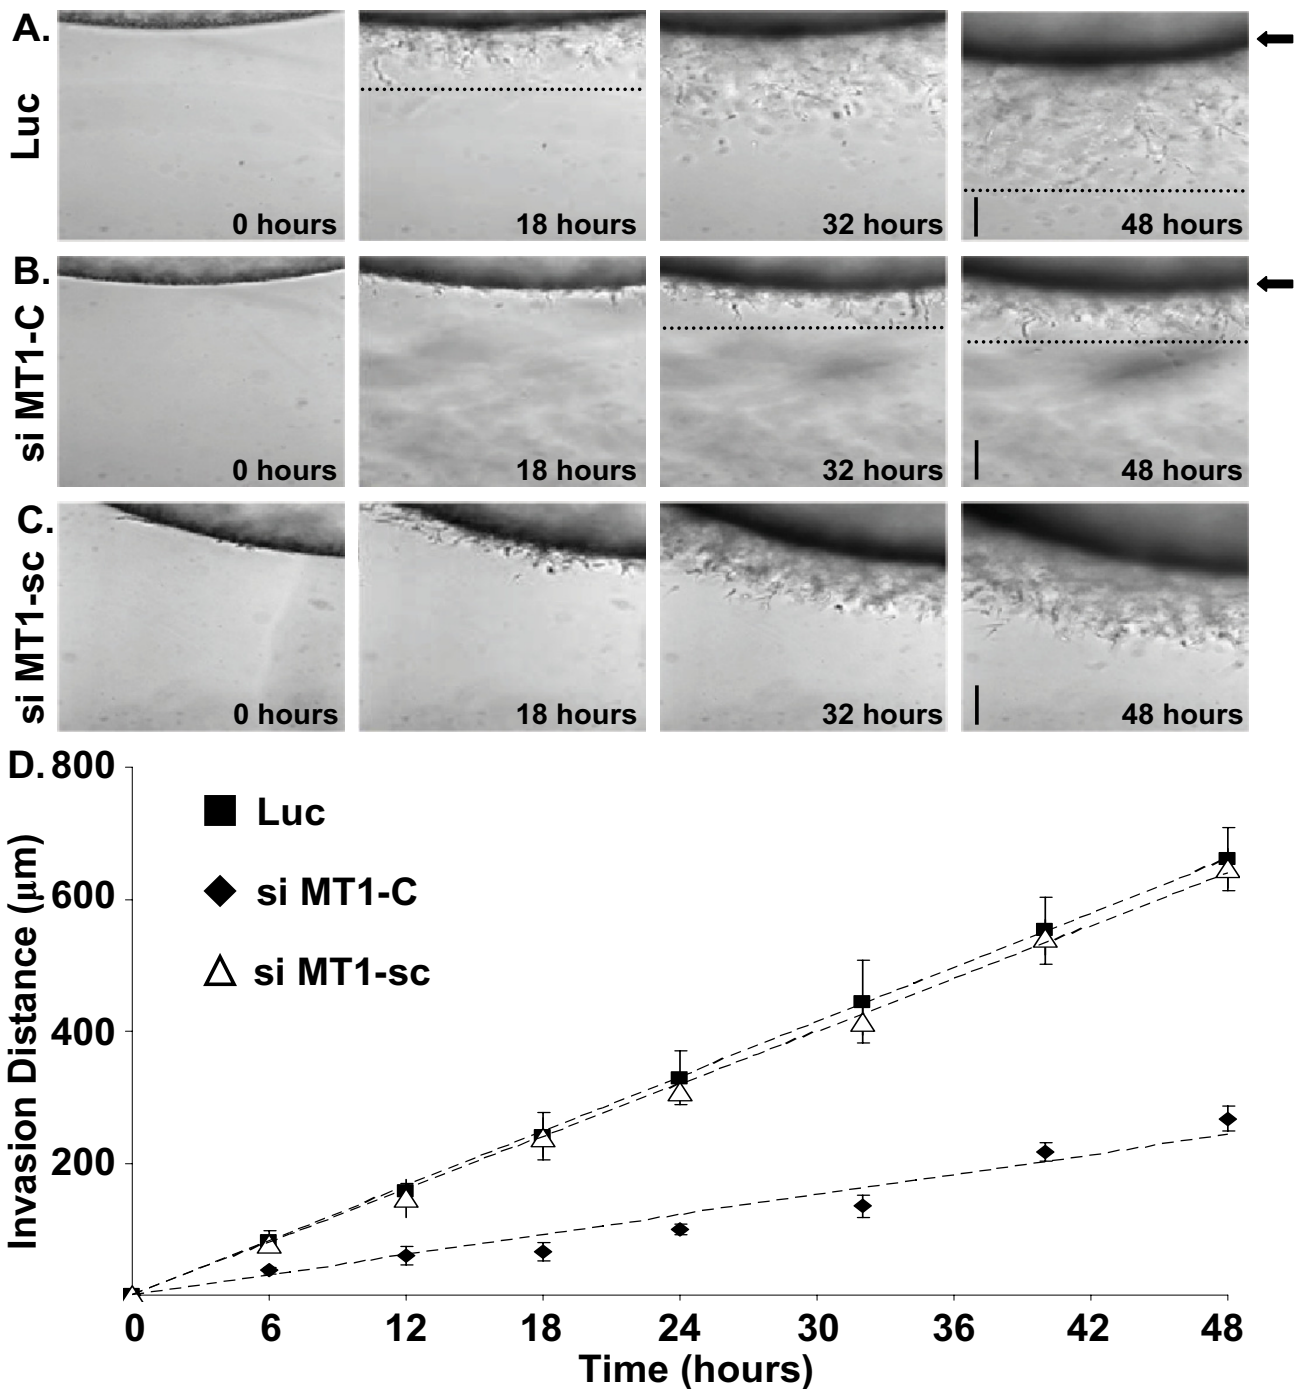 A.
Luc
0 hours
18 hours
32 hours
48 hours
B.
si MT1-C
0 hours
18 hours
32 hours
48 hours
C.
si MT1-sc
0 hours
18 hours
32 hours
48 hours
D.
800
600
400
200
Invasion Distance (μm)
Luc
si MT1-C
si MT1-sc
0 6 12 18 24 30 36 42 48
Time (hours)